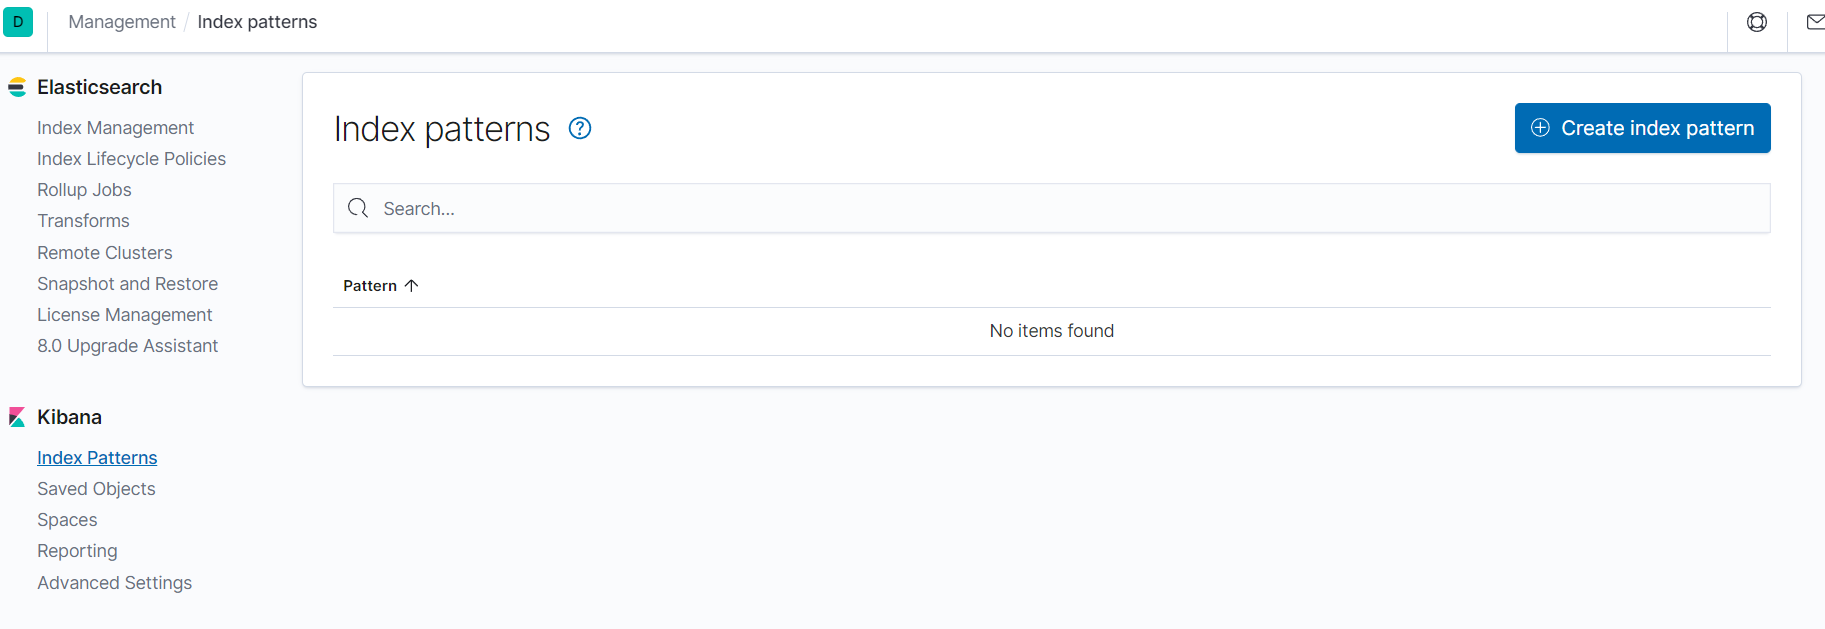 D Management / Index patterns
Elasticsearch
Index Management
Index Lifecycle Policies
Rollup Jobs
Transforms
Remote Clusters
Snapshot and Restore
License Management
8.0 Upgrade Assistant
Kibana
Index Patterns
Saved Objects
Spaces
Reporting
Advanced Settings
Index patterns ?
Create index pattern
Search...
Pattern ↑
No items found